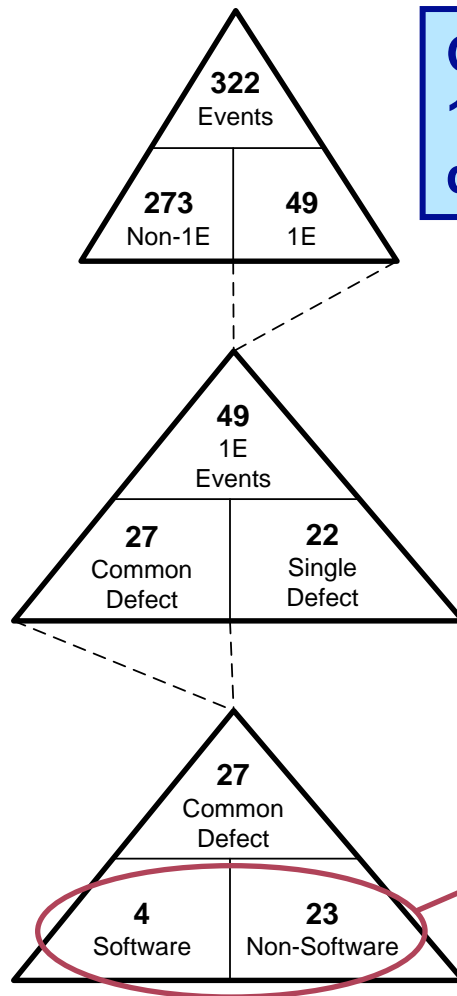 322
Events
273
Non-1E
49
1E
49
1E
Events
27
Common
Defect
22
Single
Defect
27
Common
Defect
4
Software
23
Non-Software